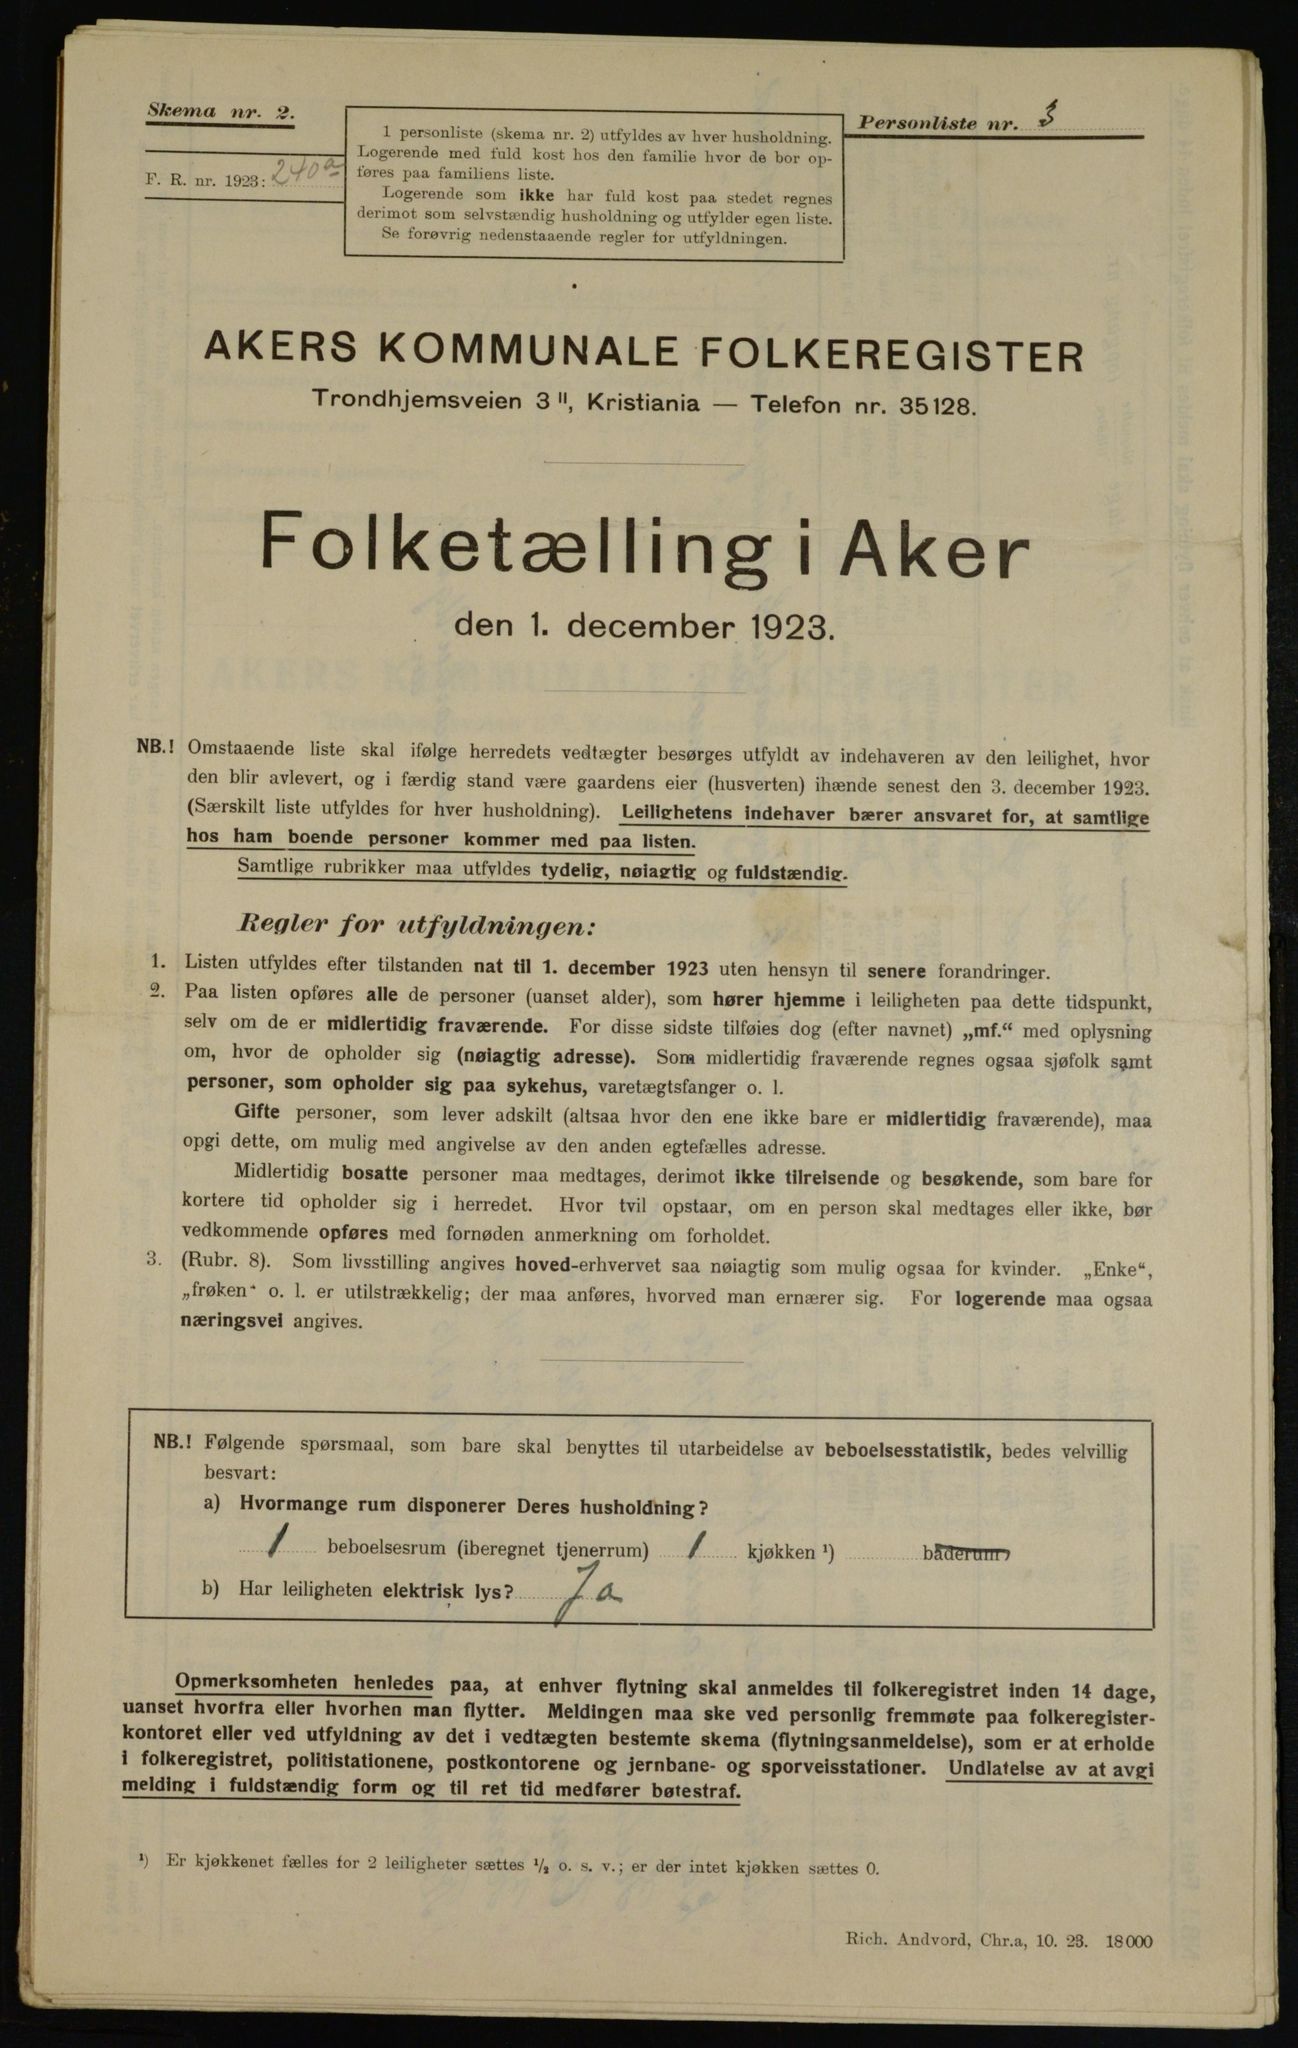 Skema nr. 2.
F. R. nr. 1923: 240a
1 personliste (skema nr. 2) utfyldes av hver husholdning.
Logerende med fuld kost hos den familie hvor de bor op-
føres paa familiens liste.
Logerende som ikke har fuld kost paa stedet regnes
derimot som selvstændig husholdning og utfylder egen liste.
Se forøvrig nedenstaaende regler for utfyldningen.
Personliste nr. 3
AKERS KOMMUNALE FOLKEREGISTER
Trondhjemsveien 3 II, Kristiania — Telefon nr. 35128.
Folketælling i Aker
den 1. december 1923.
NB.! Omstaaende liste skal ifølge herredets vedtægter besørges utfyldt av indehaveren av den leilighet, hvor
den blir avlevert, og i færdig stand være gaardens eier (husverten) ihænde senest den 3. december 1923.
(Særskilt liste utfyldes for hver husholdning). Leilighetens indehaver bærer ansvaret for, at samtlige
hos ham boende personer kommer med paa listen.
Samtlige rubrikker maa utfyldes tydelig, nøiagtig og fuldstændig.
Regler for utfyldningen:
1. Listen utfyldes efter tilstanden nat til 1. december 1923 uten hensyn til senere forandringer.
2. Paa listen opføres alle de personer (uanset alder), som hører hjemme i leiligheten paa dette tidspunkt,
selv om de er midlertidig fraværende. For disse sidste tilføies dog (efter navnet) „mf.“ med oplysning
om, hvor de opholder sig (nøiagtig adresse). Som midlertidig fraværende regnes ogsaa sjøfolk samt
personer, som opholder sig paa sykehus, varetægtsfanger o. l.
Gifte personer, som lever adskilt (altsaa hvor den ene ikke bare er midlertidig fraværende), maa
opgi dette, om mulig med angivelse av den anden egtefælles adresse.
Midlertidig bosatte personer maa medtages, derimot ikke tilreisende og besøkende, som bare for
kortere tid opholder sig i herredet. Hvor tvil opstaar, om en person skal medtages eller ikke, bør
vedkommende opføres med fornøden anmerkning om forholdet.
3. (Rubr. 8). Som livsstilling angives hoved-erhvervet saa nøiagtig som mulig ogsaa for kvinder. „Enke“,
„frøken“ o. l. er utilstrækkelig; der maa anføres, hvorved man ernærer sig. For logerende maa ogsaa
næringsvei angives.
NB.! Følgende spørsmaal, som bare skal benyttes til utarbeidelse av beboelsesstatistik, bedes velvillig
besvart:
a) Hvormange rum disponerer Deres husholdning?
1 beboelsesrum (iberegnet tjenerrum) 1 kjøkken ¹) baderum
b) Har leiligheten elektrisk lys? Ja
Opmerksomheten henledes paa, at enhver flytning skal anmeldes til folkeregistret inden 14 dage,
uanset hvorfra eller hvorhen man flytter. Meldingen maa ske ved personlig fremmøte paa folkeregister-
kontoret eller ved utfyldning av det i vedtægten bestemte skema (flytningsanmeldelse), som er at erholde
i folkeregistret, politistationene, postkontorene og jernbane- og sporveisstationer. Undlatelse av at avgi
melding i fuldstændig form og til ret tid medfører bøtestraf.
¹) Er kjøkkenet fælles for 2 leiligheter sættes ½ o. s. v.; er der intet kjøkken sættes 0.
Rich. Andvord, Chr.a, 10. 23. 18000